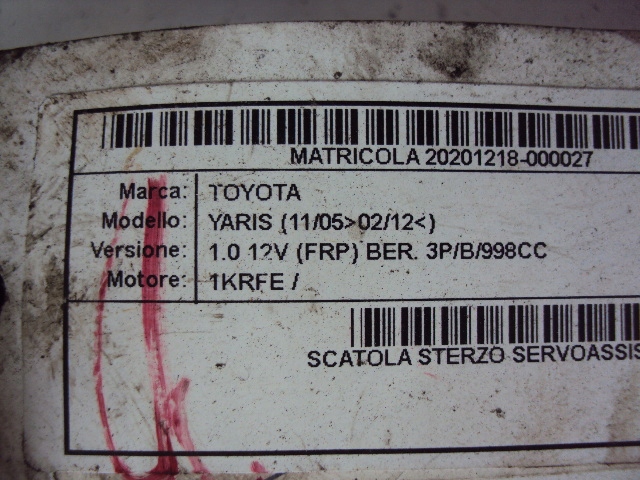 MATRICOLA 20201218-000027
Marca: TOYOTA
Modello: YARIS (11/05>02/12<)
Versione: 1.0 12V (FRP) BER. 3P/B/998CC
Motore: 1KRFE /
SCATOLA STERZO SERVOASSIS